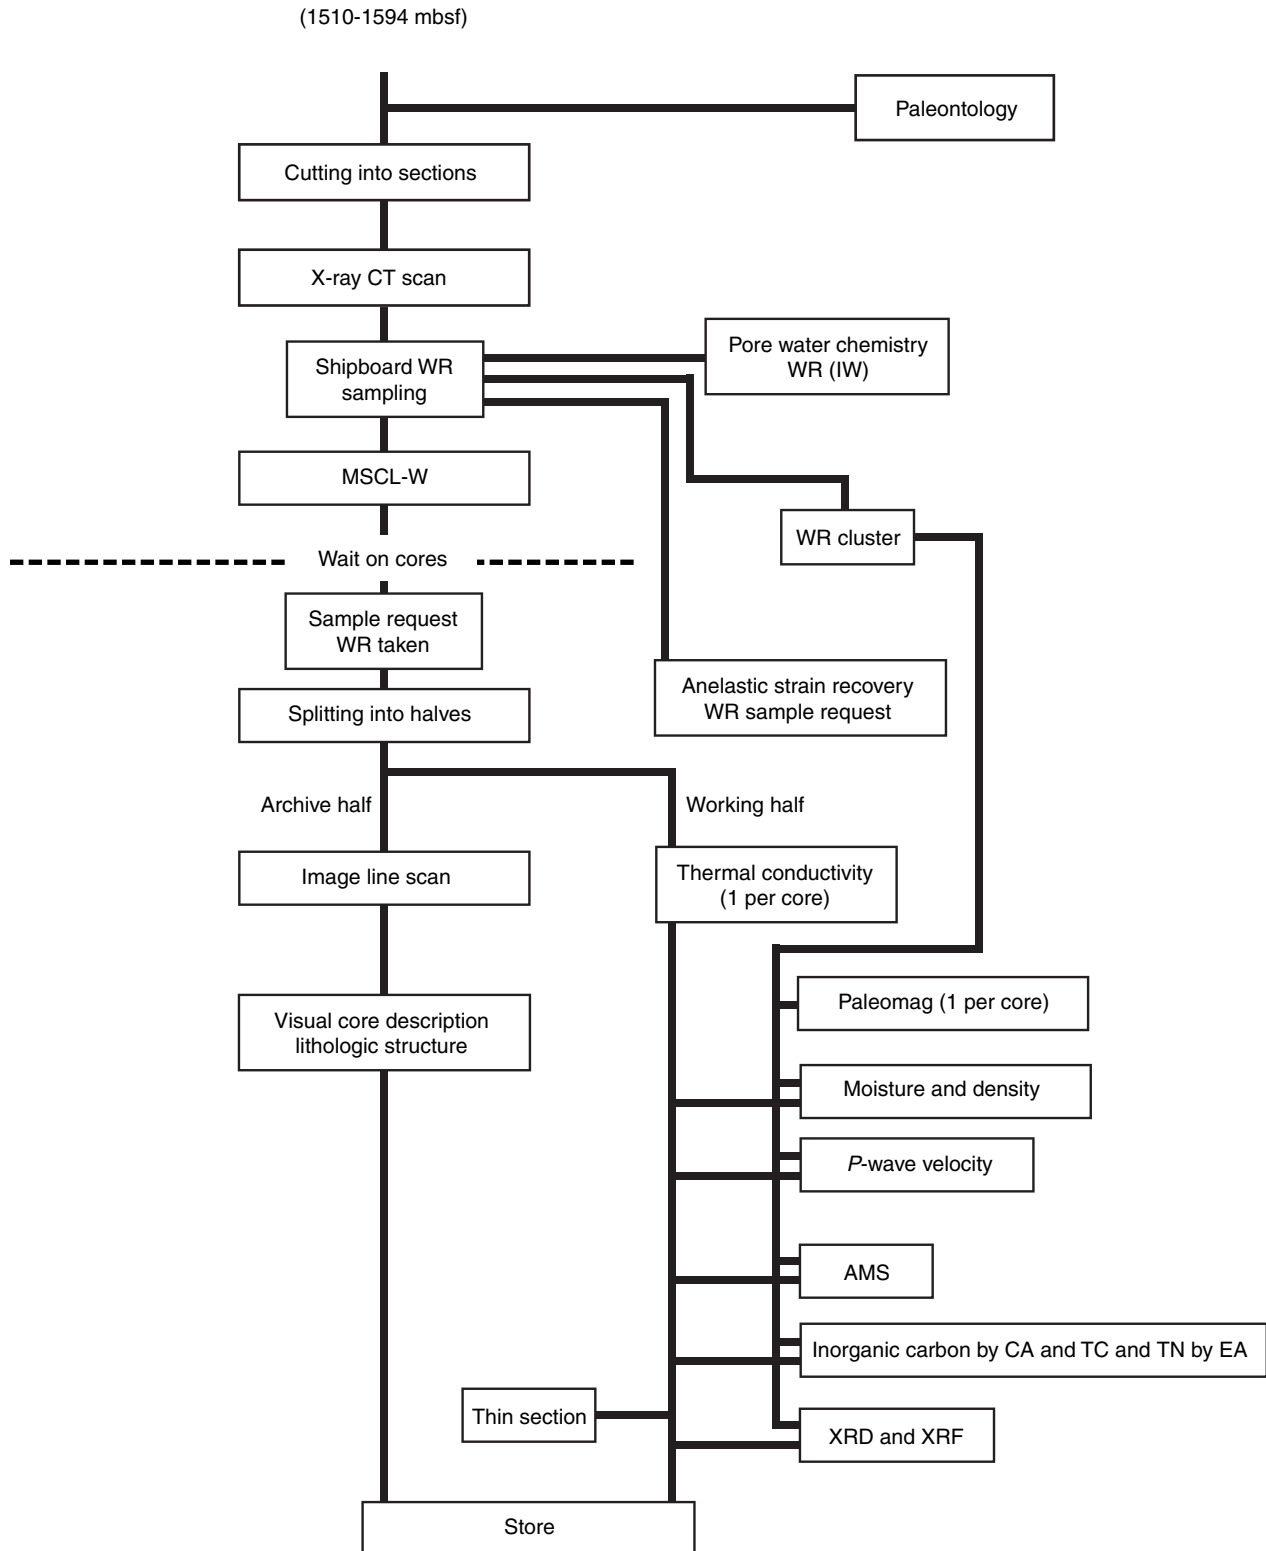 (1510-1594 mbsf)
Paleontology
Cutting into sections
X-ray CT scan
Shipboard WR
sampling
Pore water chemistry
WR (IW)
MSCL-W
WR cluster
Wait on cores
Sample request
WR taken
Anelastic strain recovery
WR sample request
Splitting into halves
Archive half
Working half
Image line scan
Thermal conductivity
(1 per core)
Paleomag (1 per core)
Visual core description
lithologic structure
Moisture and density
P-wave velocity
AMS
Inorganic carbon by CA and TC and TN by EA
Thin section
XRD and XRF
Store